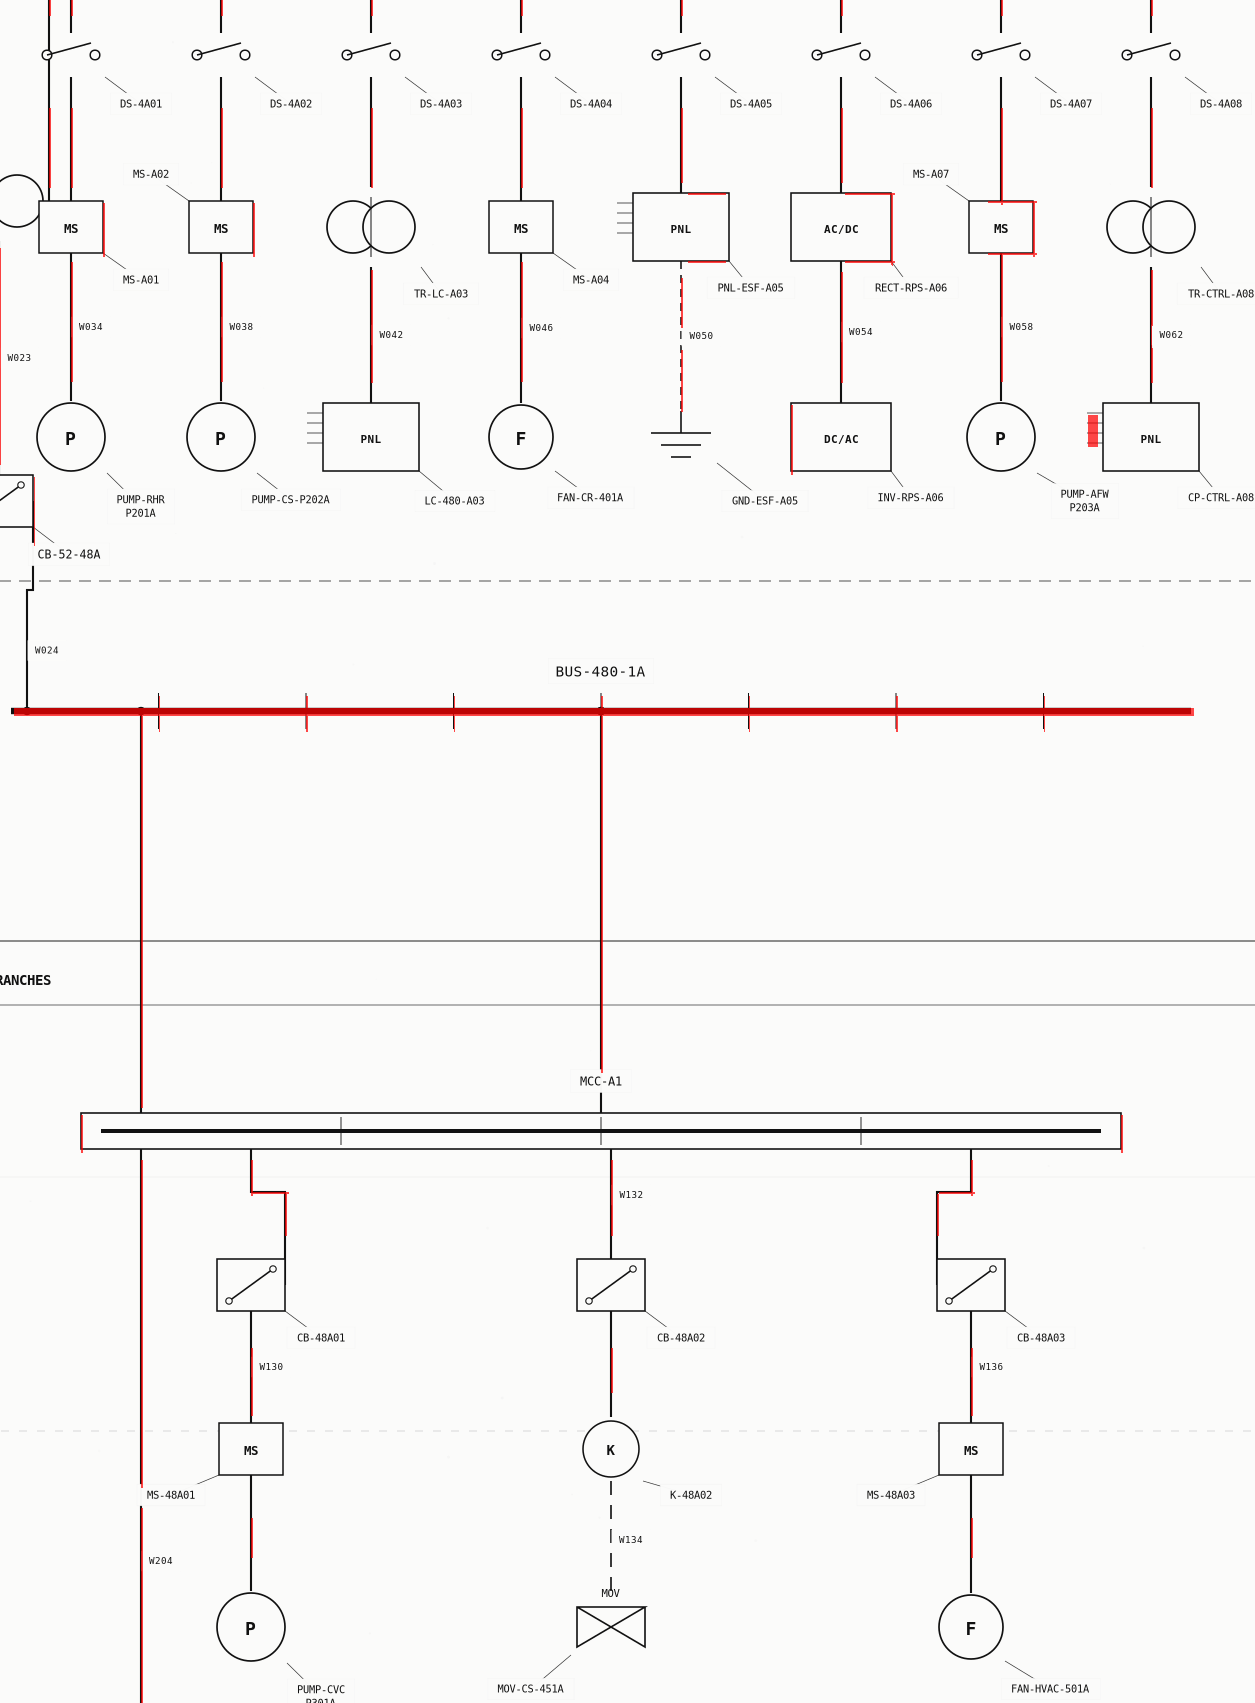 DS-4A01
DS-4A02
DS-4A03
DS-4A04
DS-4A05
DS-4A06
DS-4A07
DS-4A08
MS-A02
MS-A07
MS
MS
MS
PNL
AC/DC
MS
MS-A01
TR-LC-A03
MS-A04
PNL-ESF-A05
RECT-RPS-A06
TR-CTRL-A08
W034
W038
W042
W046
W050
W054
W058
W062
W023
P
P
PNL
F
DC/AC
P
PNL
PUMP-RHR
P201A
PUMP-CS-P202A
LC-480-A03
FAN-CR-401A
GND-ESF-A05
INV-RPS-A06
PUMP-AFW
P203A
CP-CTRL-A08
CB-52-48A
W024
BUS-480-1A
RANCHES
MCC-A1
W132
CB-48A01
CB-48A02
CB-48A03
W130
W136
MS
K
MS
MS-48A01
K-48A02
MS-48A03
W134
W204
MOV
P
F
PUMP-CVC
P301A
MOV-CS-451A
FAN-HVAC-501A